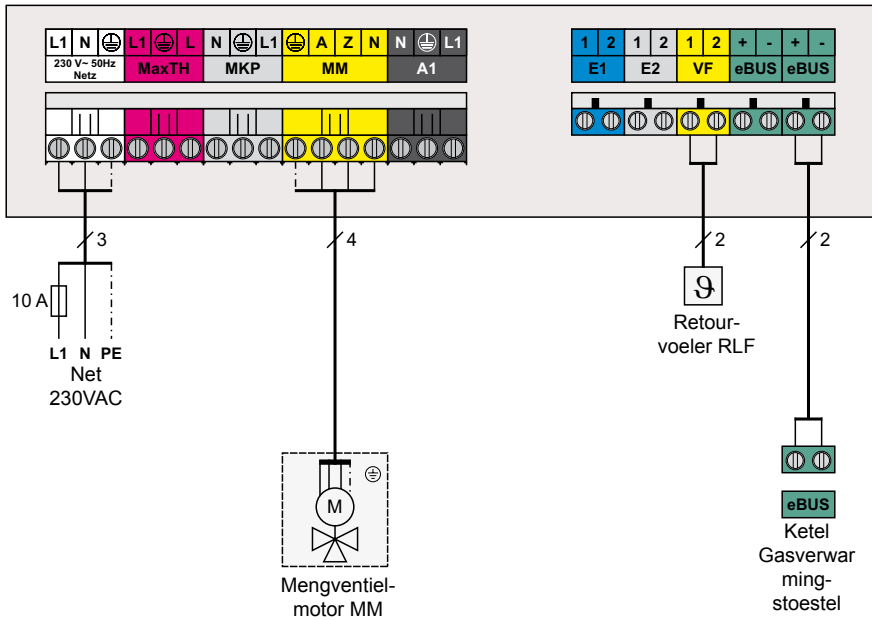 L1 N L1 L N L1 A Z N N L1
230 V~ 50Hz
Netz
MaxTH MKP MM A1
1 2 1 2 1 2 + - + -
E1 E2 VF eBUS eBUS
3
4
2
2
10 A
L1 N PE
Net
230VAC
M
Mengventiel-
motor MM
ϑ
Retour-
voeler RLF
eBUS
Ketel
Gasverwar
ming-
stoestel